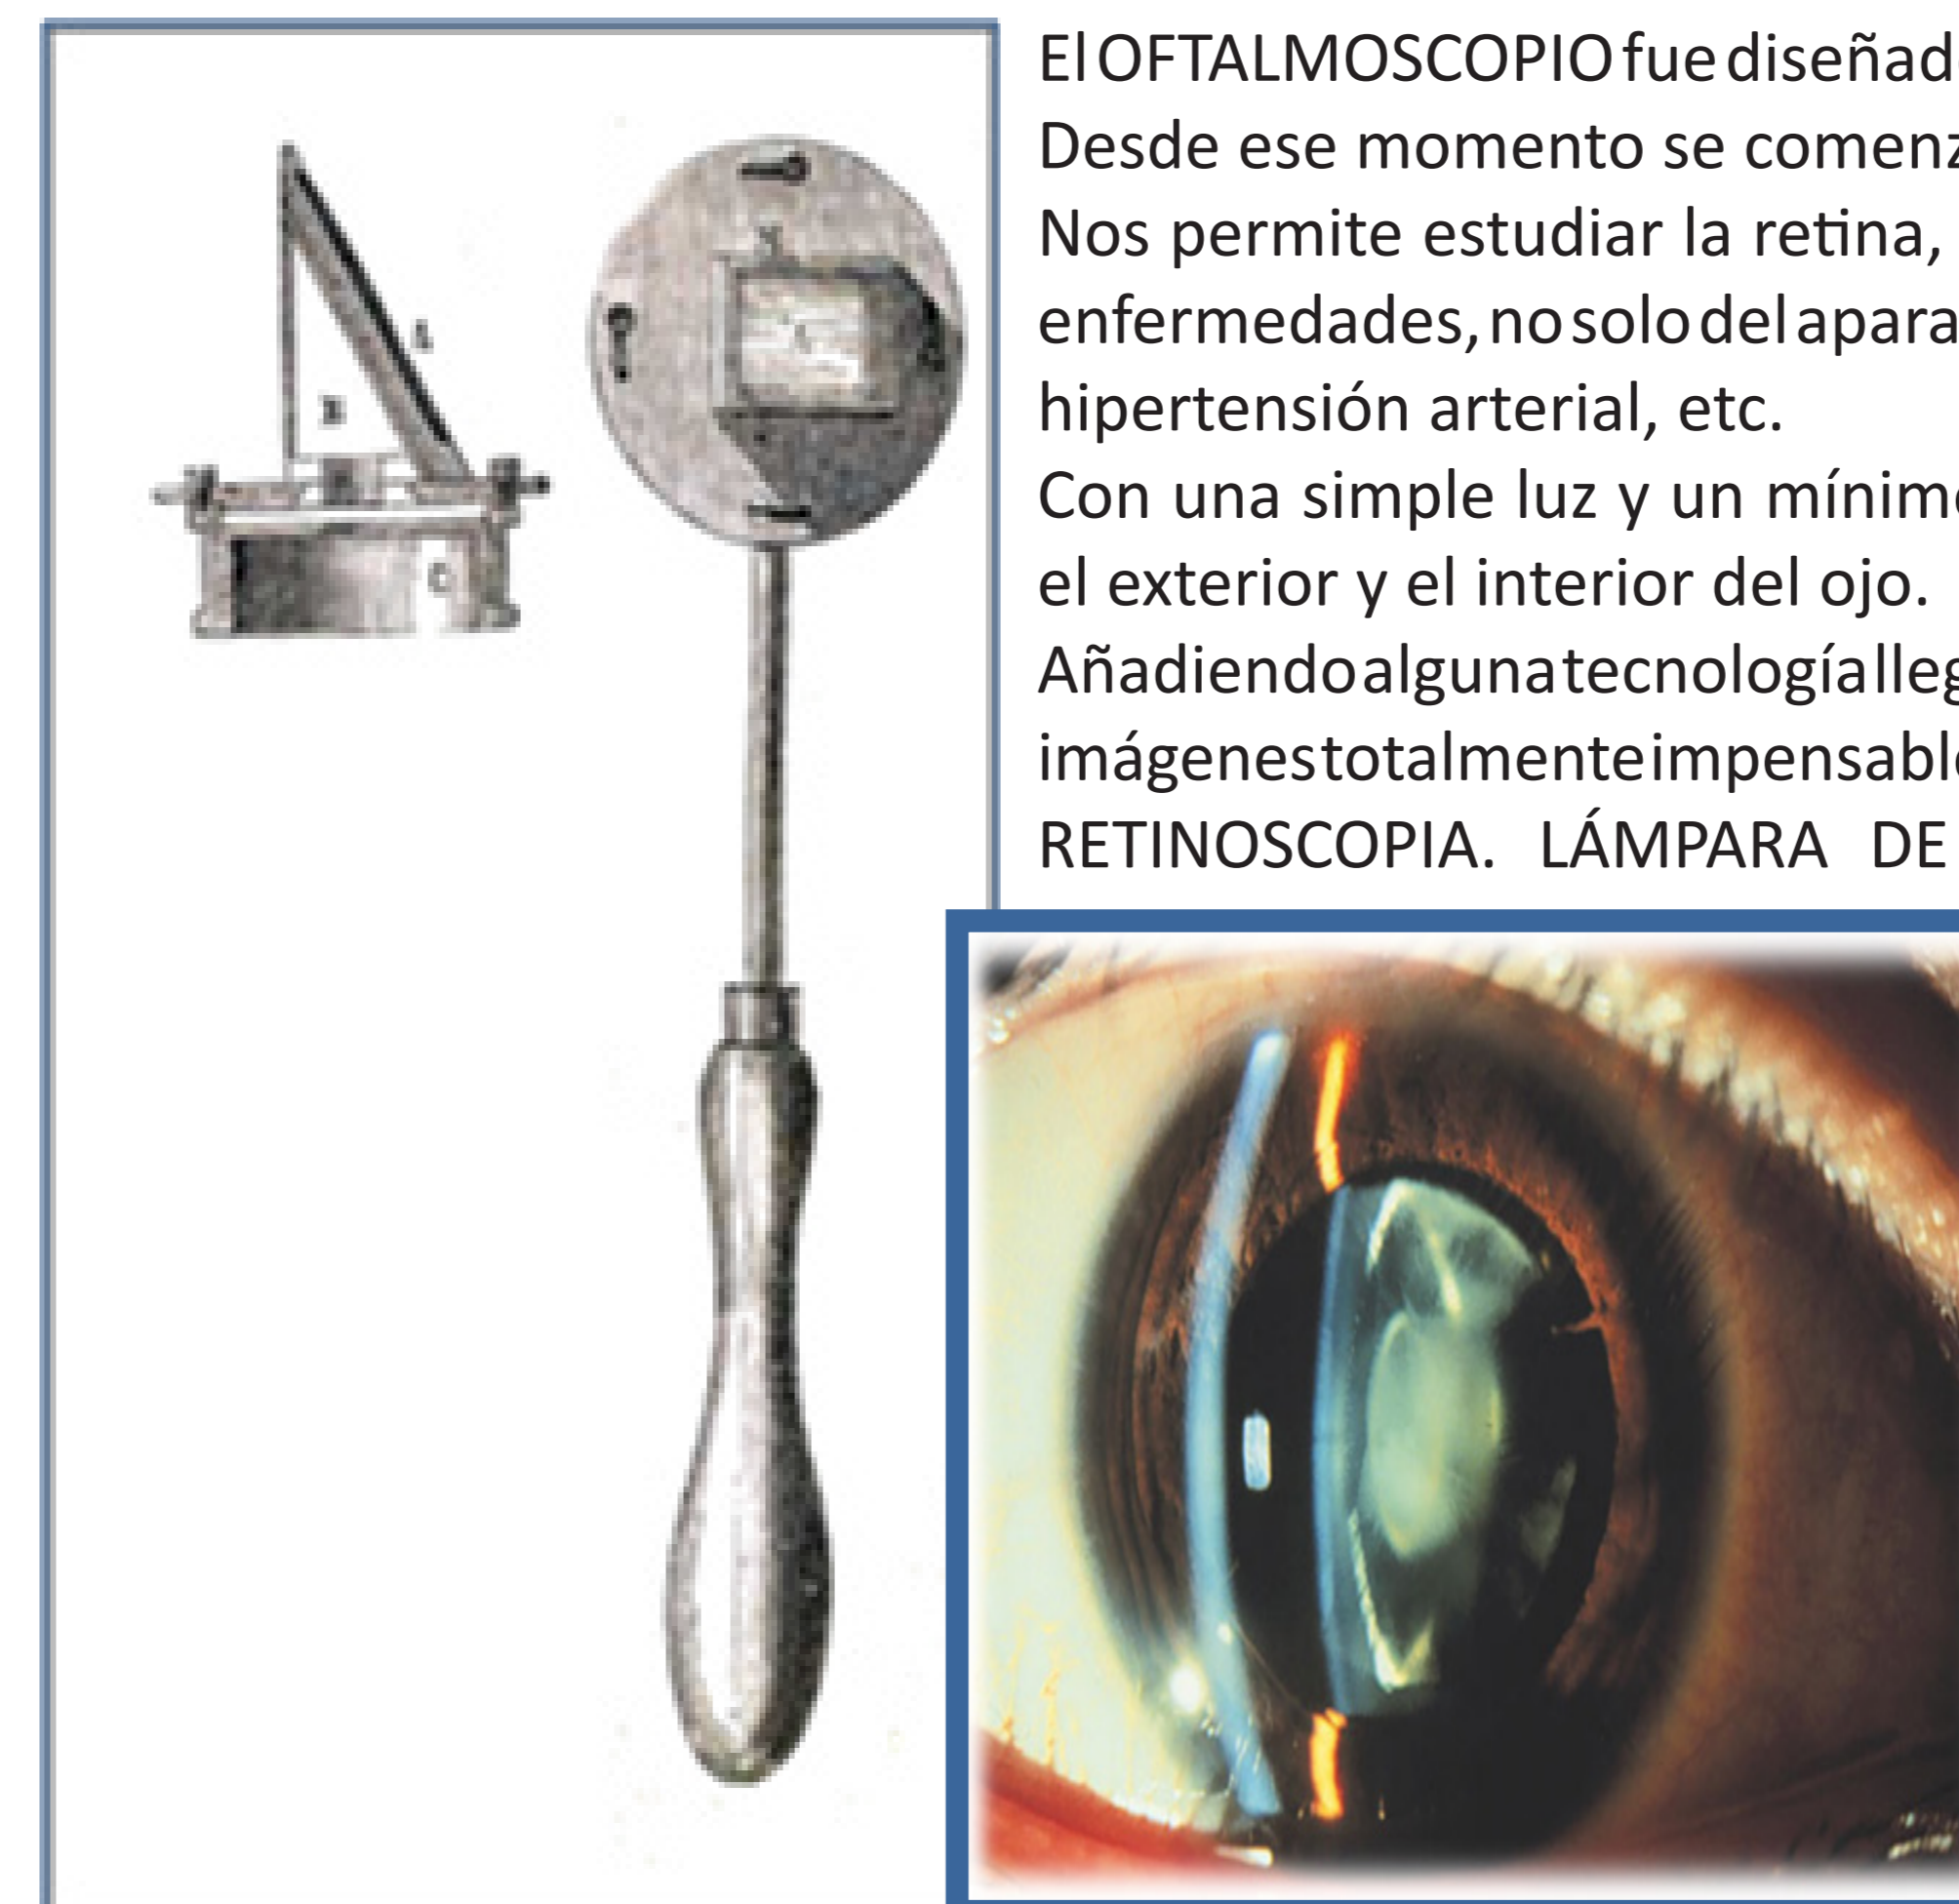 El OFTALMOSCOPIO fue diseñad
Desde ese momento se comenz
Nos permite estudiar la retina,
enfermedades, no solo del apara
hipertensión arterial, etc.
Con una simple luz y un mínim
el exterior y el interior del ojo.
Añadiendo alguna tecnología lleg
imágenes totalmente impensabl
RETINOSCOPIA. LÁMPARA DE